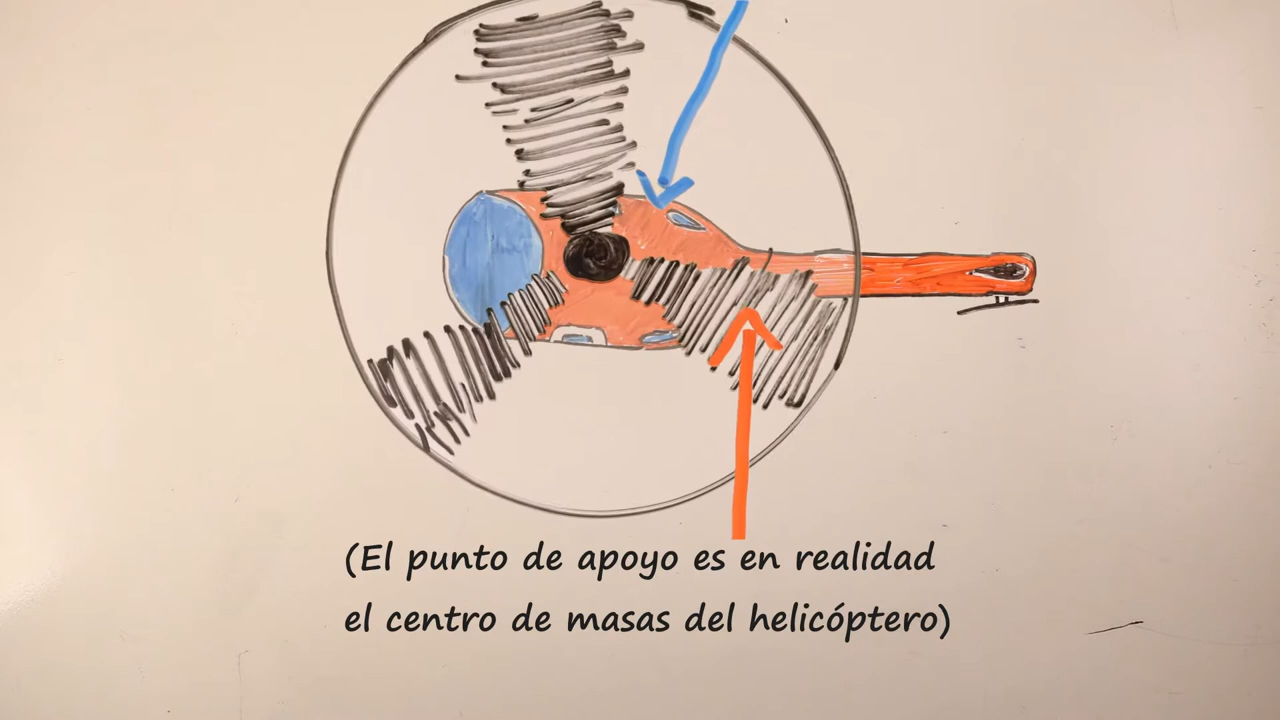 (El punto de apoyo es en realidad
el centro de masas del helicóptero)